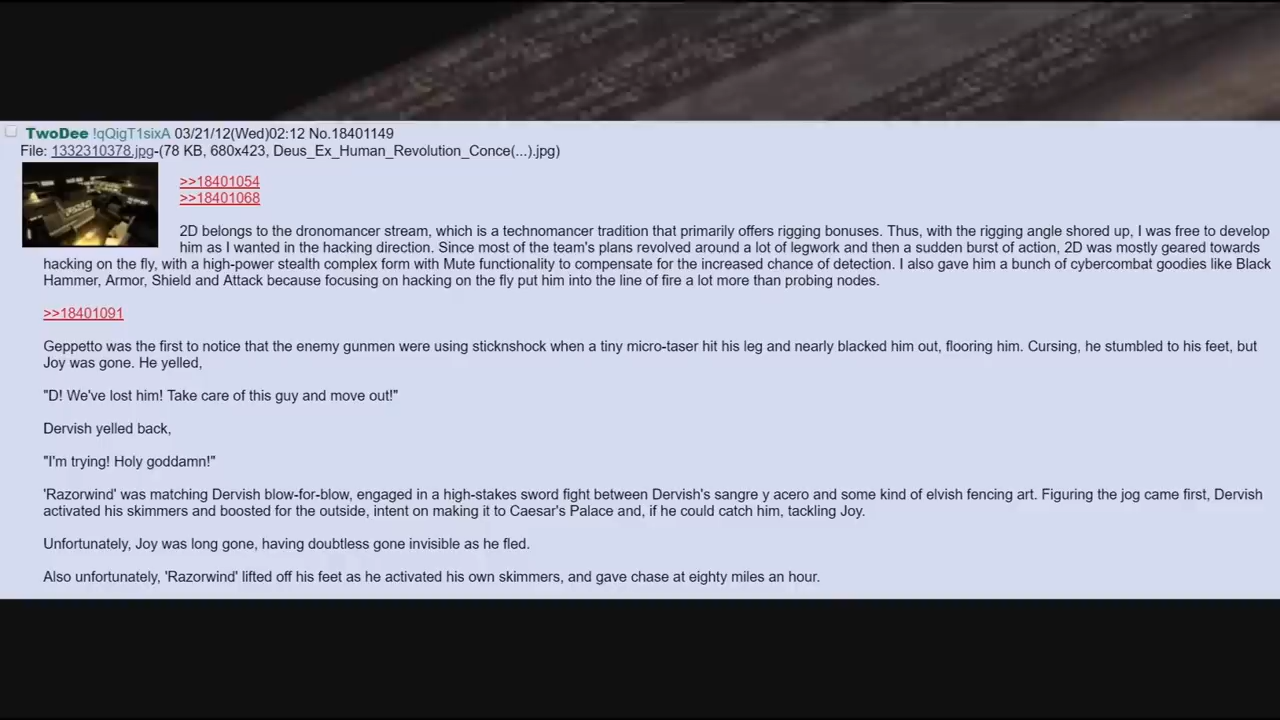 TwoDee !qQigT1sixA 03/21/12(Wed)02:12 No.18401149
File: 1332310378.jpg-(78 KB, 680x423, Deus_Ex_Human_Revolution_Conce(...).jpg)
>>18401054
>>18401068
2D belongs to the dronomancer stream, which is a technomancer tradition that primarily offers rigging bonuses. Thus, with the rigging angle shored up, I was free to develop
him as I wanted in the hacking direction. Since most of the team's plans revolved around a lot of legwork and then a sudden burst of action, 2D was mostly geared towards
hacking on the fly, with a high-power stealth complex form with Mute functionality to compensate for the increased chance of detection. I also gave him a bunch of cybercombat goodies like Black
Hammer, Armor, Shield and Attack because focusing on hacking on the fly put him into the line of fire a lot more than probing nodes.
>>18401091
Geppetto was the first to notice that the enemy gunmen were using sticknshock when a tiny micro-taser hit his leg and nearly blacked him out, flooring him. Cursing, he stumbled to his feet, but
Joy was gone. He yelled,
"D! We've lost him! Take care of this guy and move out!"
Dervish yelled back,
"I'm trying! Holy goddamn!"
'Razorwind' was matching Dervish blow-for-blow, engaged in a high-stakes sword fight between Dervish's sangre y acero and some kind of elvish fencing art. Figuring the jog came first, Dervish
activated his skimmers and boosted for the outside, intent on making it to Caesar's Palace and, if he could catch him, tackling Joy.
Unfortunately, Joy was long gone, having doubtless gone invisible as he fled.
Also unfortunately, 'Razorwind' lifted off his feet as he activated his own skimmers, and gave chase at eighty miles an hour.